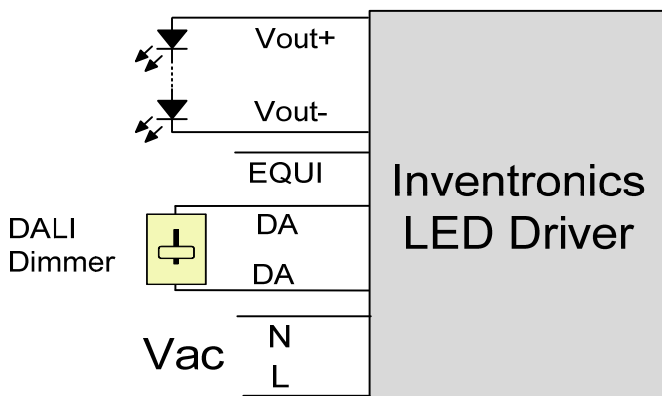 Vout+
Vout-
EQUI
DALI
Dimmer
DA
DA
Vac
N
L
Inventronics
LED Driver